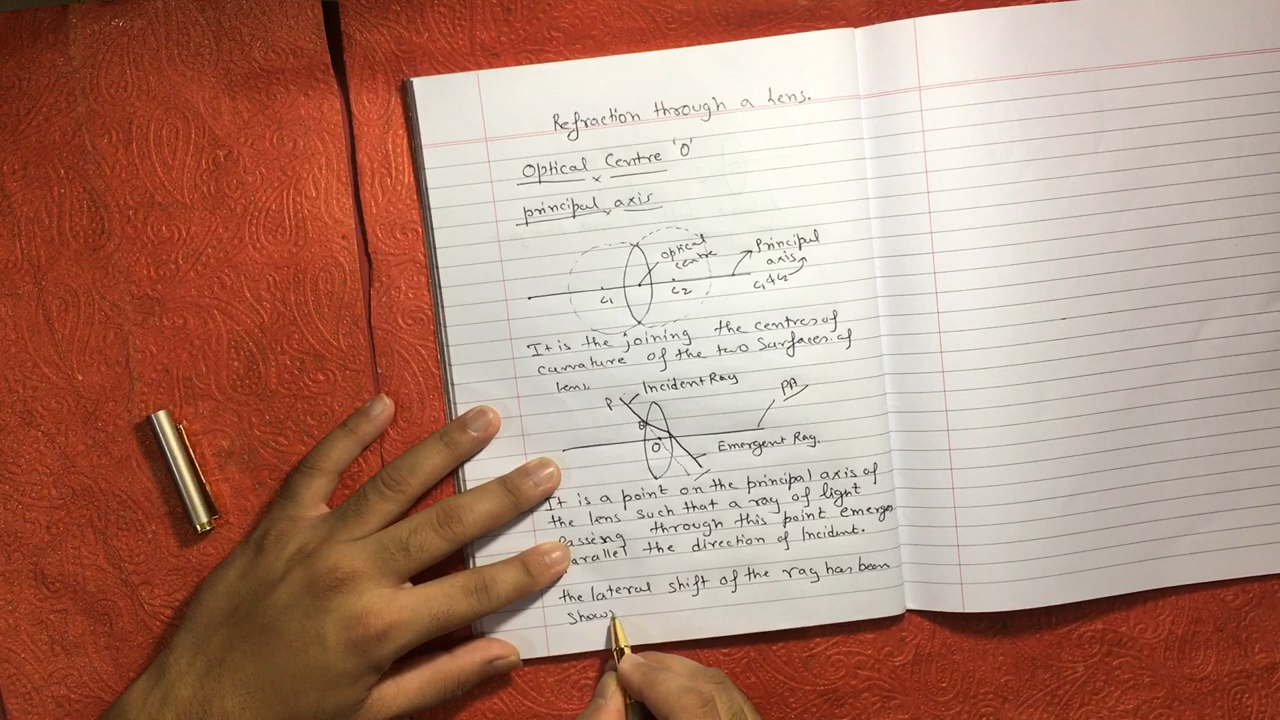 Refraction through a Lens.
Optical Centre 'O'
principal axis
Optical
centre
Principal
axis
C1 & C2
C1
C2
It is the joining the centres of
curvature of the two Surfaces of
lens
Incident Ray
P
PA
O
Emergent Ray.
It is a point on the principal axis of
the lens such that a ray of light
Passing through this point emerges
parallel the direction of Incident.
the lateral shift of the ray has been
Shown